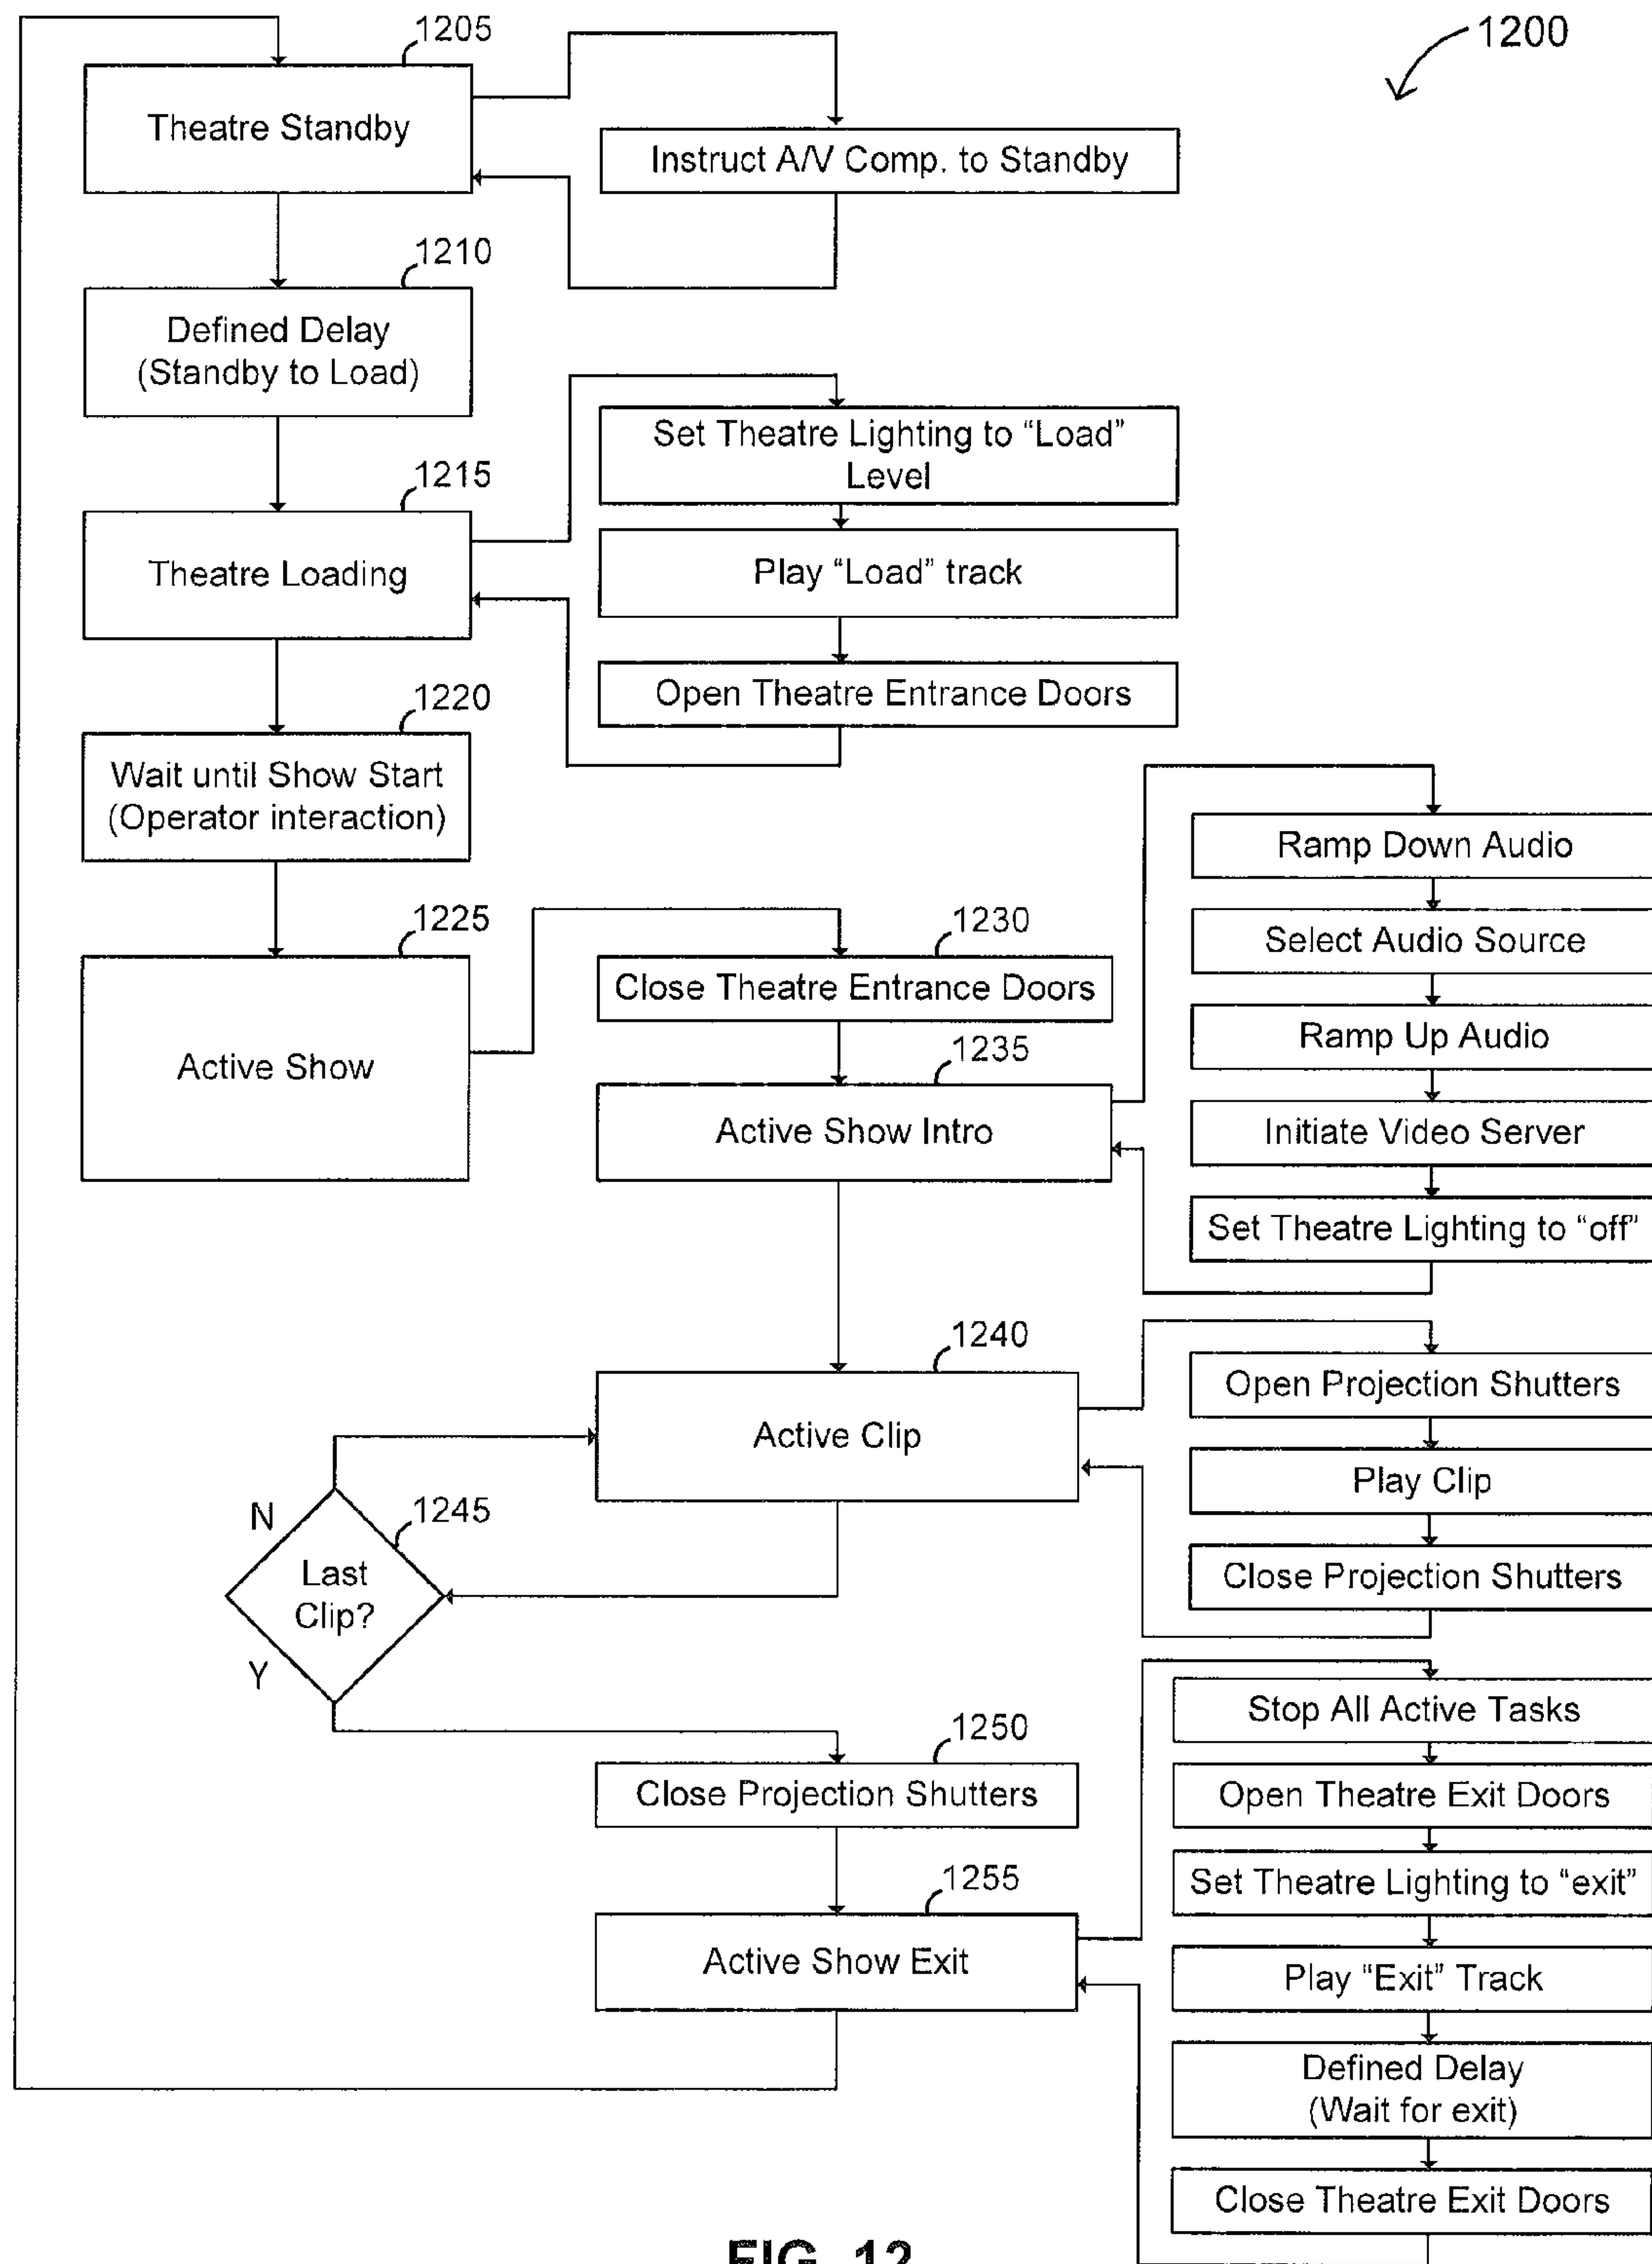 1200
1205
Theatre Standby
Instruct A/V Comp. to Standby
1210
Defined Delay
(Standby to Load)
1215
Theatre Loading
Set Theatre Lighting to “Load”
Level
Play “Load” track
Open Theatre Entrance Doors
1220
Wait until Show Start
(Operator interaction)
1225
Active Show
1230
Close Theatre Entrance Doors
1235
Active Show Intro
Ramp Down Audio
Select Audio Source
Ramp Up Audio
Initiate Video Server
Set Theatre Lighting to “off”
1240
Active Clip
Open Projection Shutters
Play Clip
Close Projection Shutters
N
1245
Last
Clip?
Y
1250
Close Projection Shutters
1255
Active Show Exit
Stop All Active Tasks
Open Theatre Exit Doors
Set Theatre Lighting to “exit”
Play “Exit” Track
Defined Delay
(Wait for exit)
Close Theatre Exit Doors
FIG. 12